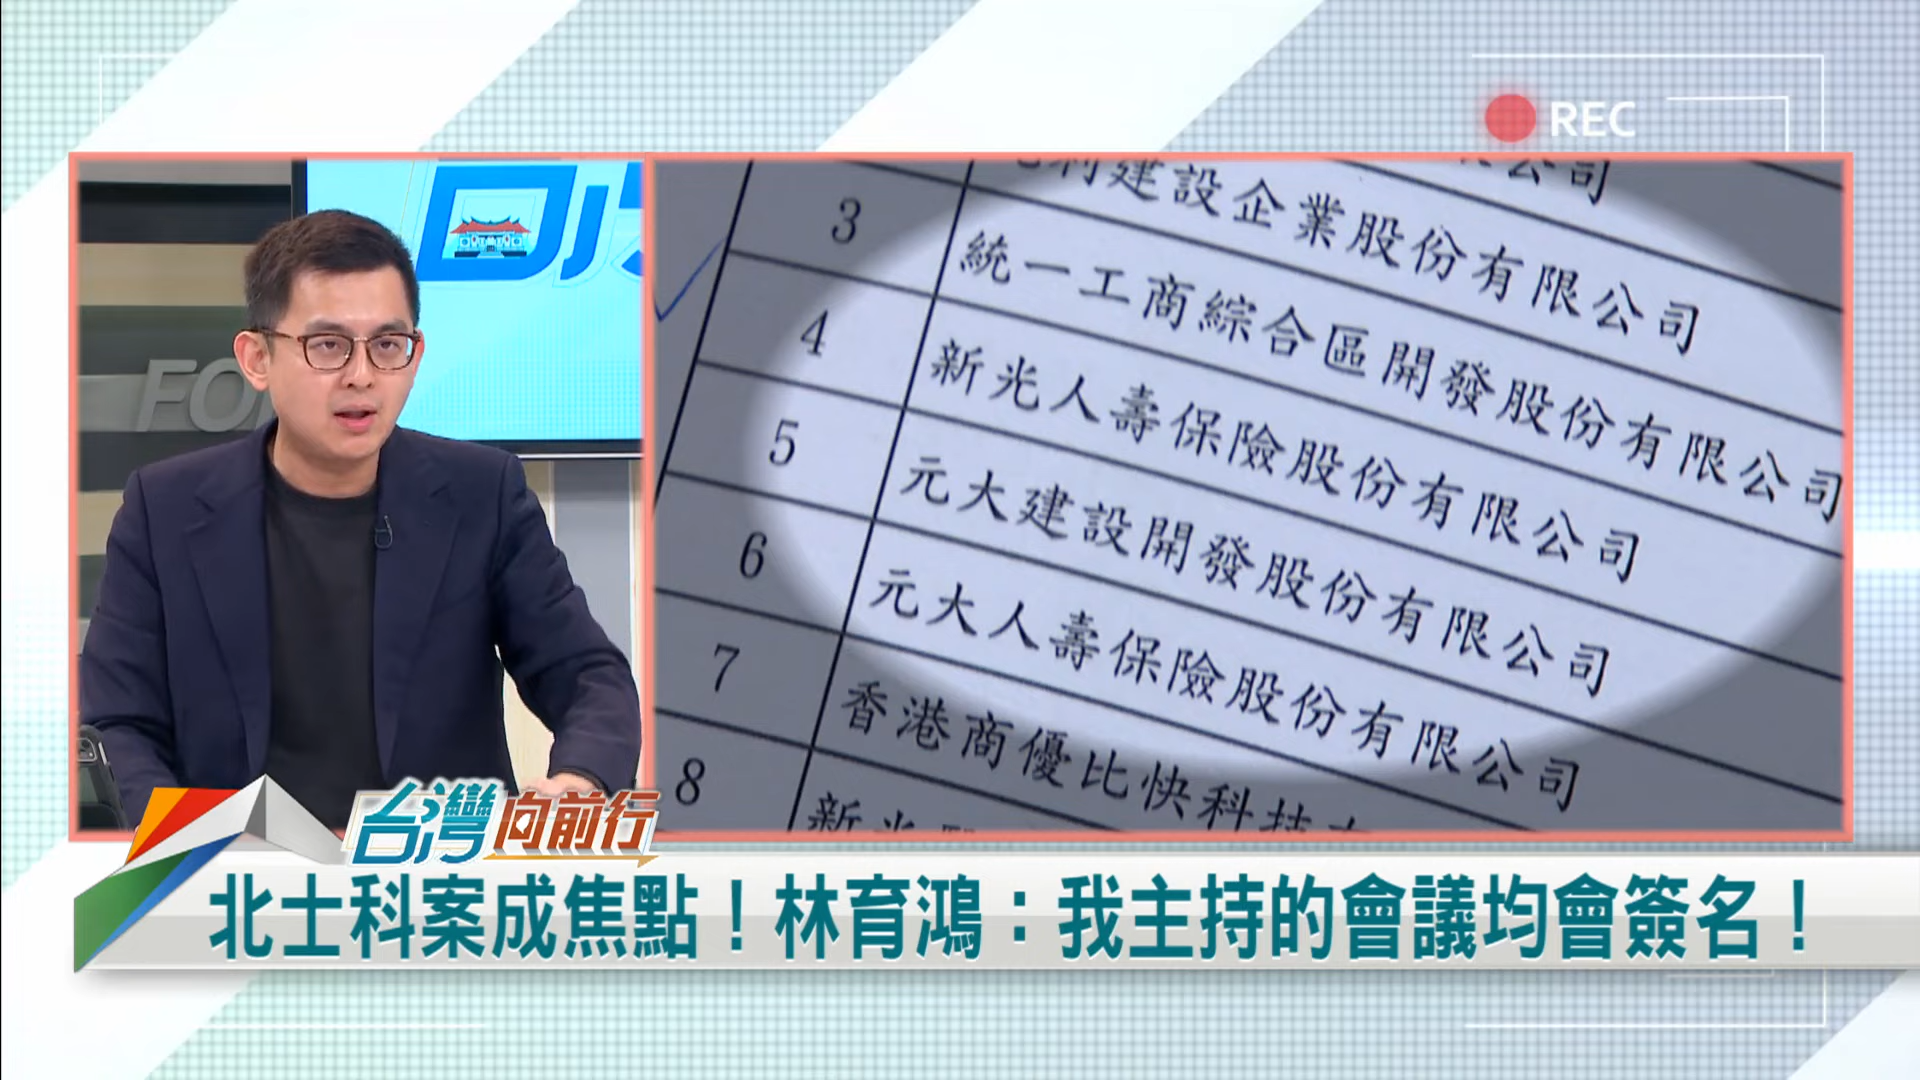 REC
FO
3
建設企業股份有限公司
4
統一工商綜合區開發股份有限公司
5
新光人壽保險股份有限公司
6
元大建設開發股份有限公司
7
元大人壽保險股份有限公司
8
香港商優比快科技
新光
台灣向前行
北士科案成焦點！林育鴻：我主持的會議均會簽名！